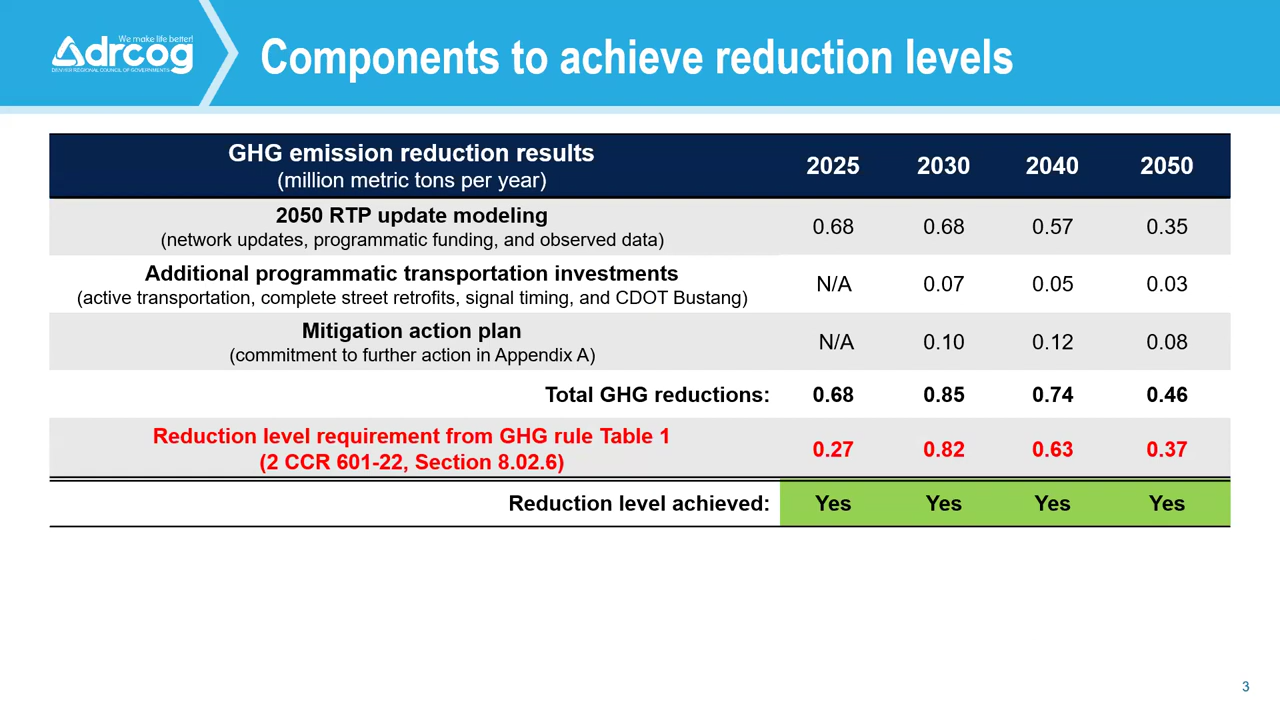 We make life better!
drcog
DENVER REGIONAL COUNCIL OF GOVERNMENTS
Components to achieve reduction levels
GHG emission reduction results
(million metric tons per year)
2025 2030 2040 2050
2050 RTP update modeling
(network updates, programmatic funding, and observed data)
0.68 0.68 0.57 0.35
Additional programmatic transportation investments
(active transportation, complete street retrofits, signal timing, and CDOT Bustang)
N/A 0.07 0.05 0.03
Mitigation action plan
(commitment to further action in Appendix A)
N/A 0.10 0.12 0.08
Total GHG reductions: 0.68 0.85 0.74 0.46
Reduction level requirement from GHG rule Table 1
(2 CCR 601-22, Section 8.02.6)
0.27 0.82 0.63 0.37
Reduction level achieved: Yes Yes Yes Yes
3